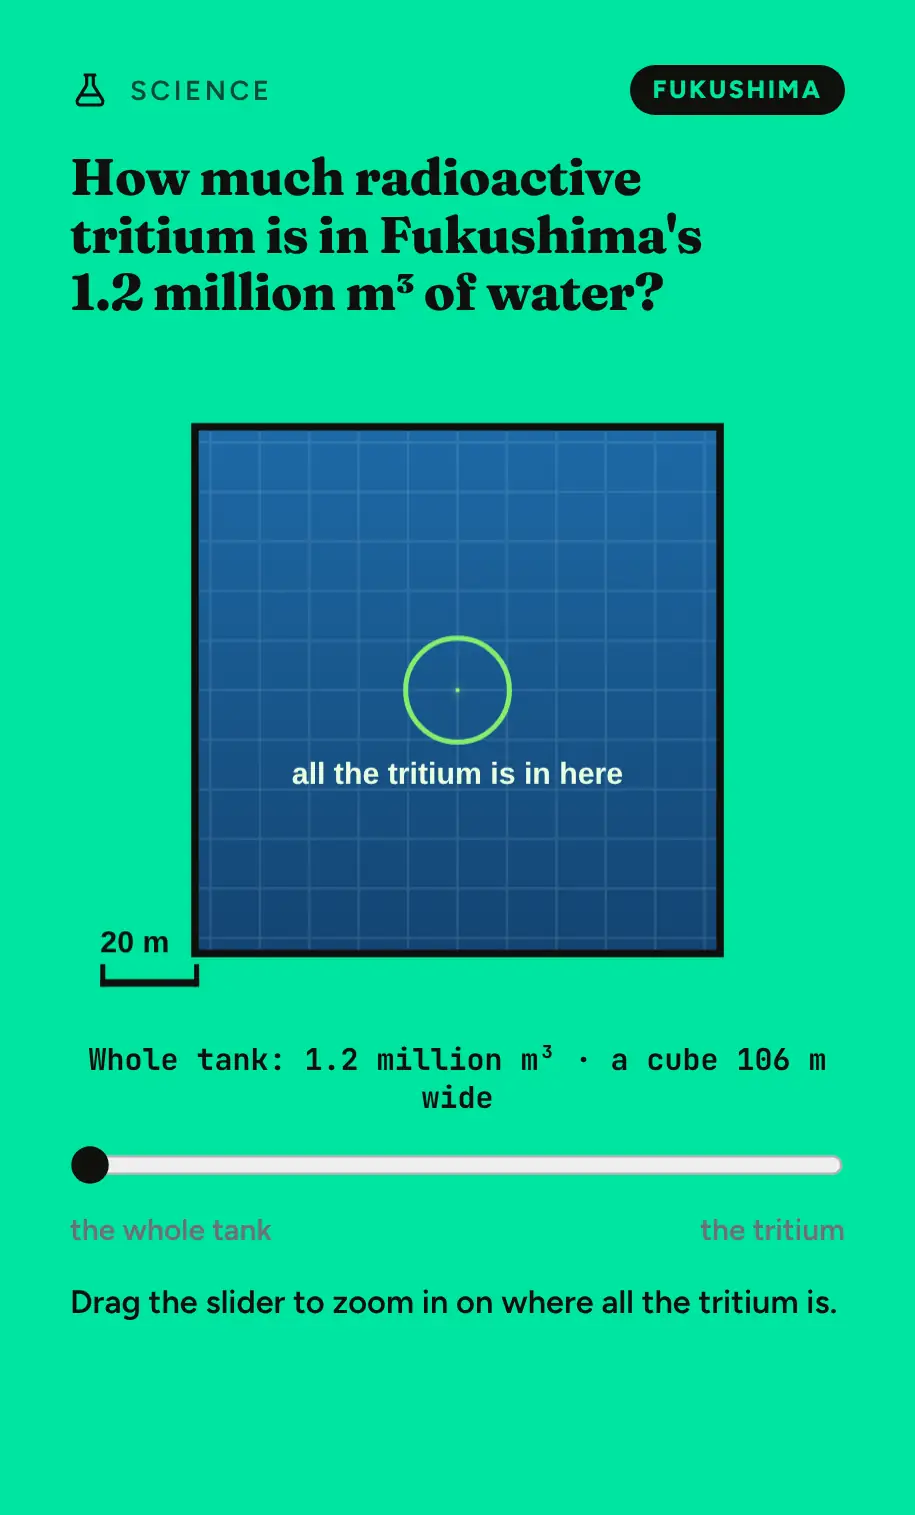 SCIENCE
FUKUSHIMA
How much radioactive
tritium is in Fukushima's
1.2 million m³ of water?
all the tritium is in here
20 m
Whole tank: 1.2 million m³ · a cube 106 m
wide
the whole tank
the tritium
Drag the slider to zoom in on where all the tritium is.